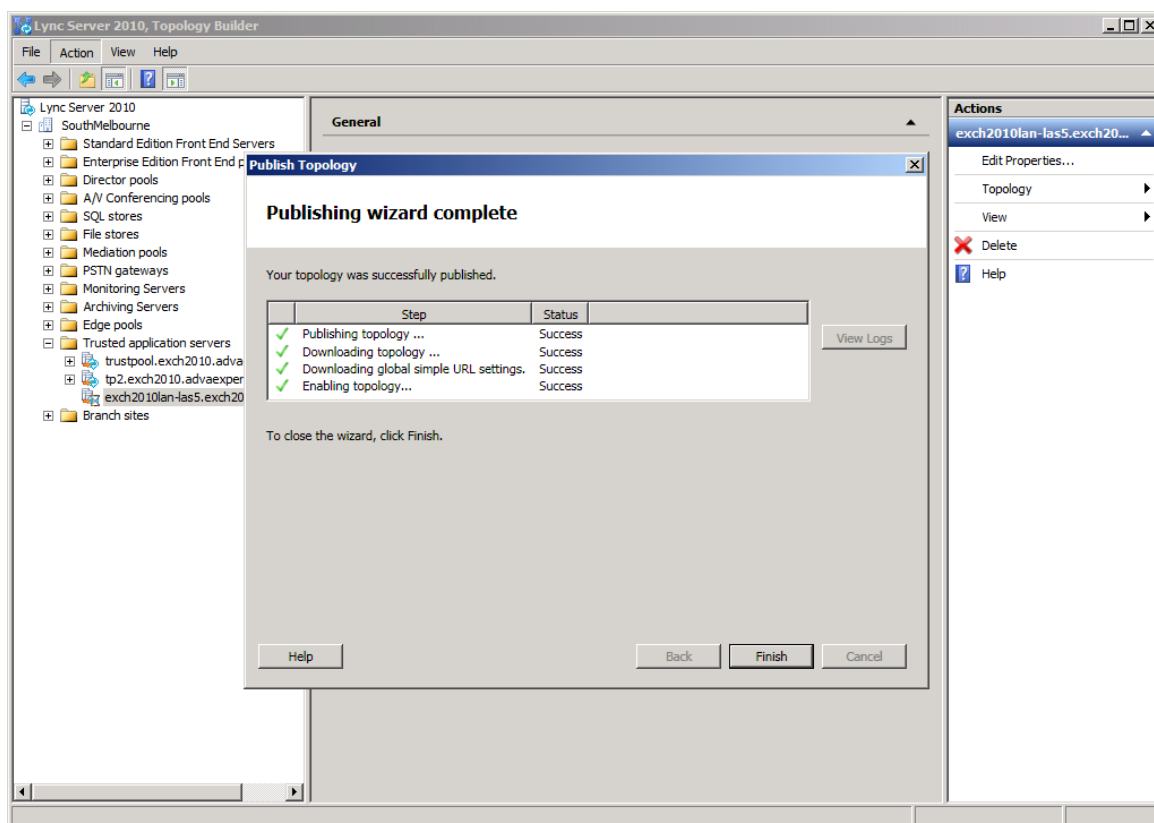 Lync Server 2010, Topology Builder
File Action View Help
Lync Server 2010
SouthMelbourne
Standard Edition Front End Servers
Enterprise Edition Front End p
Director pools
A/V Conferencing pools
SQL stores
File stores
Mediation pools
PSTN gateways
Monitoring Servers
Archiving Servers
Edge pools
Trusted application servers
trustpool.exch2010.adva
tp2.exch2010.advaexper
exch2010lan-las5.exch20
Branch sites
General
Publish Topology
Publishing wizard complete
Your topology was successfully published.
Step Status
Publishing topology ... Success
Downloading topology ... Success
Downloading global simple URL settings. Success
Enabling topology... Success
View Logs
To close the wizard, click Finish.
Help Back Finish Cancel
Actions
exch2010lan-las5.exch20...
Edit Properties...
Topology
View
Delete
Help